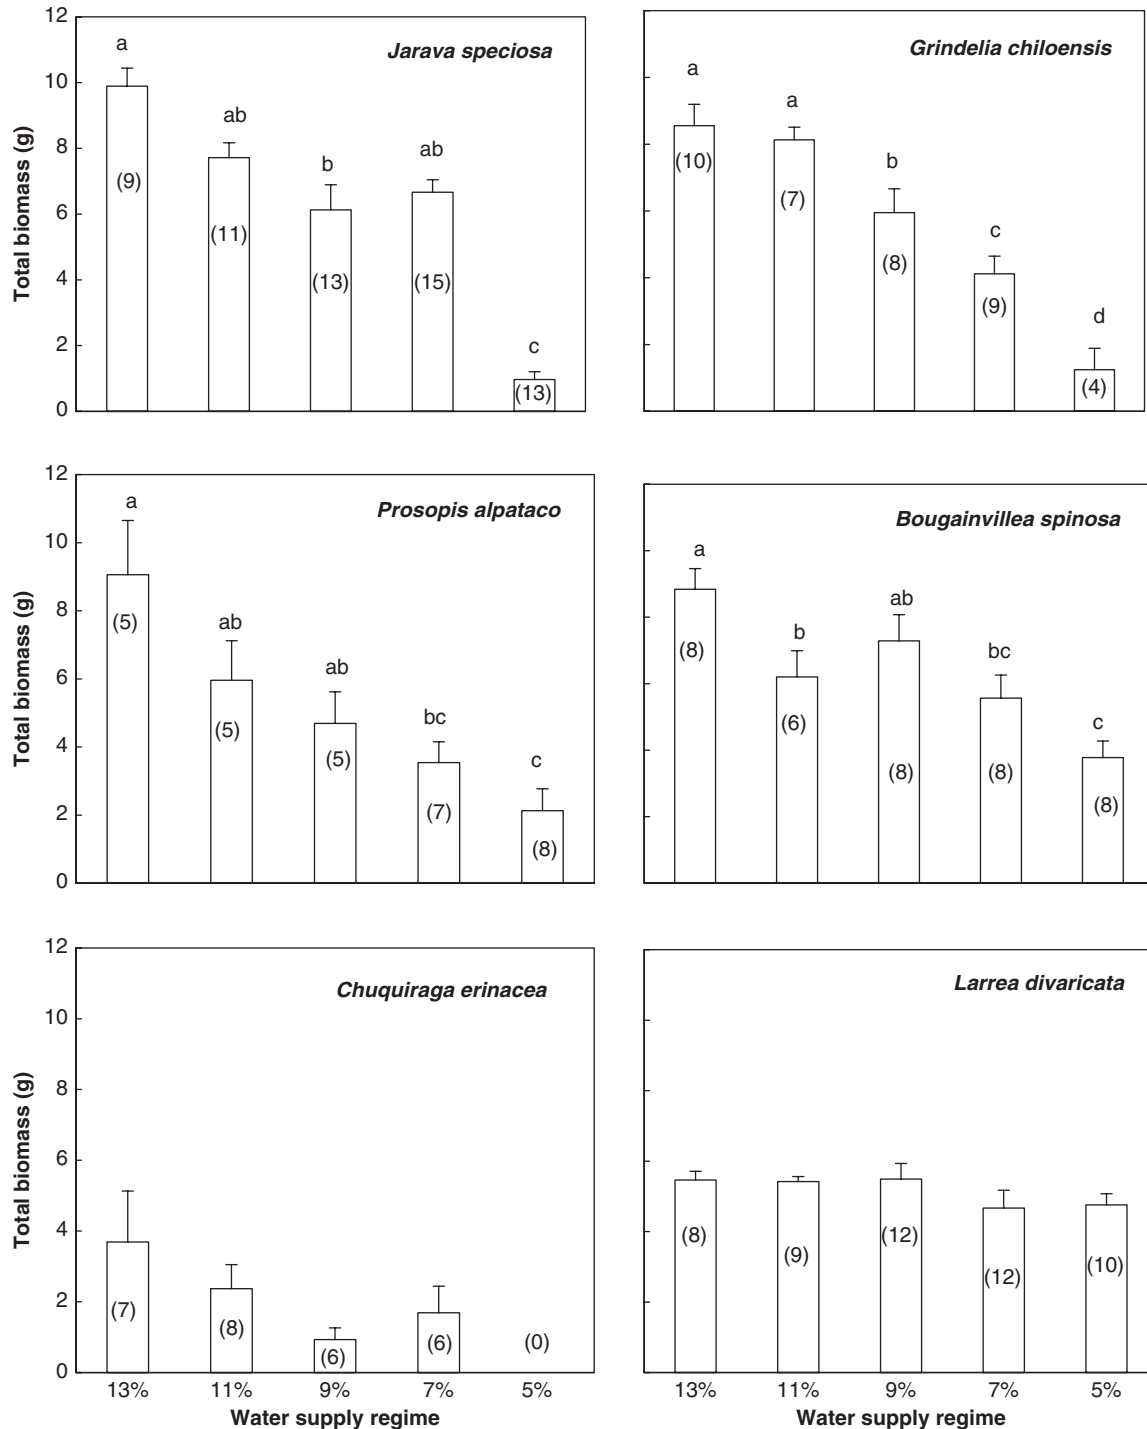 12
10
8
6
4
2
0
Total biomass (g)
Jarava speciosa
a
ab
b
ab
c
(9)
(11)
(13)
(15)
(13)
Grindelia chiloensis
a
a
b
c
d
(10)
(7)
(8)
(9)
(4)
12
10
8
6
4
2
0
Total biomass (g)
Prosopis alpataco
a
ab
ab
bc
c
(5)
(5)
(5)
(7)
(8)
Bougainvillea spinosa
a
b
ab
bc
c
(8)
(6)
(8)
(8)
(8)
12
10
8
6
4
2
0
Total biomass (g)
Chuquiraga erinacea
(7)
(8)
(6)
(6)
(0)
13% 11% 9% 7% 5%
Water supply regime
Larrea divaricata
(8)
(9)
(12)
(12)
(10)
13% 11% 9% 7% 5%
Water supply regime